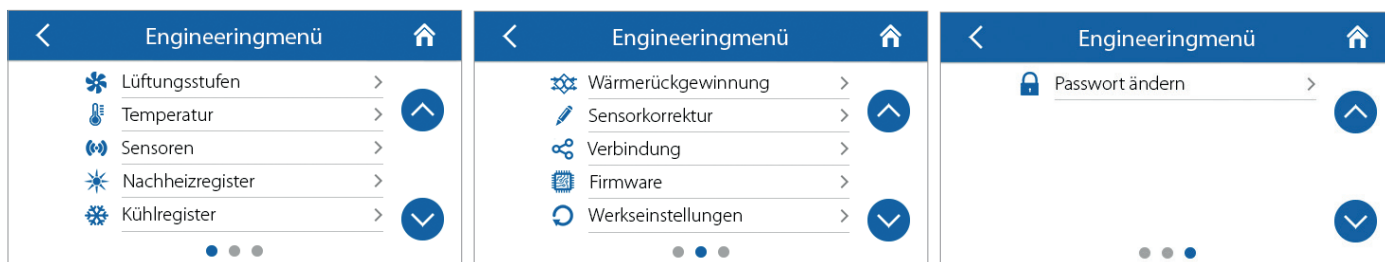 Engineeringmenü
Lüftungsstufen
Temperatur
Sensoren
Nachheizregister
Kühlregister
Engineeringmenü
Wärmerückgewinnung
Sensorkorrektur
Verbindung
Firmware
Werkseinstellungen
Engineeringmenü
Passwort ändern